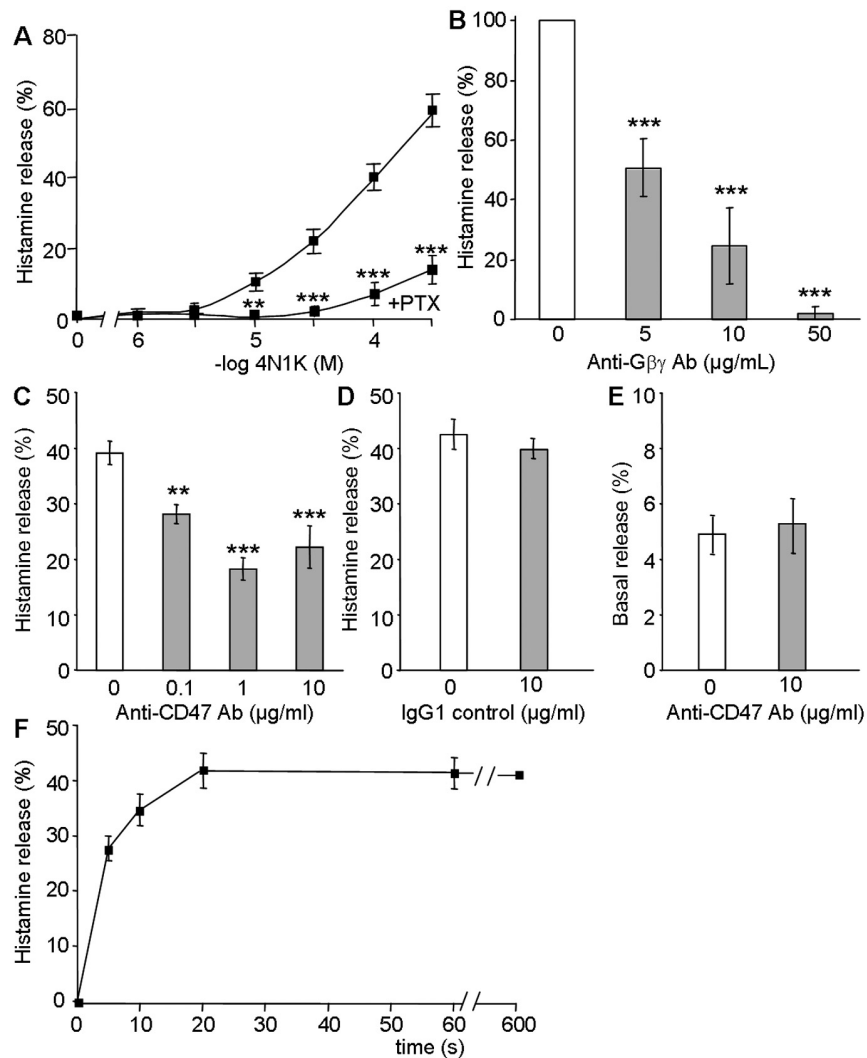 A
Histamine release (%)
80
60
40
20
0
** *** *** ***
+PTX
0 6 5 4
-log 4N1K (M)
B
Histamine release (%)
100
80
60
40
20
0
*** *** ***
0 5 10 50
Anti-Gβγ Ab (µg/mL)
C
Histamine release (%)
50
40
30
20
10
0
** *** ***
0 0.1 1 10
Anti-CD47 Ab (µg/ml)
D
Histamine release (%)
50
40
30
20
10
0
0 10
IgG1 control (µg/ml)
E
Basal release (%)
10
8
6
4
2
0
0 10
Anti-CD47 Ab (µg/ml)
F
Histamine release (%)
50
40
30
20
10
0
0 10 20 30 40 50 60 600
time (s)